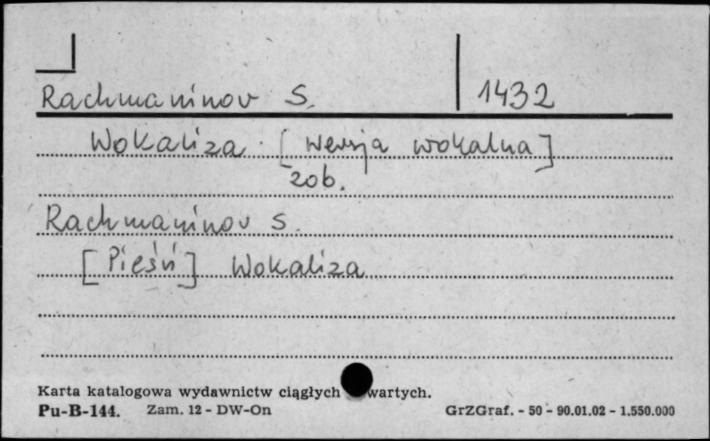 Rachmaninov S. 1432
Wokaliza [wersja wokalna]
zob.
Rachmaninov S.
[Pieśń] Wokaliza
Karta katalogowa wydawnictw ciągłych wartych.
Pu-B-144. Zam. 12 - DW-On GrZGraf. - 50 - 90.01.02 - 1.550.000